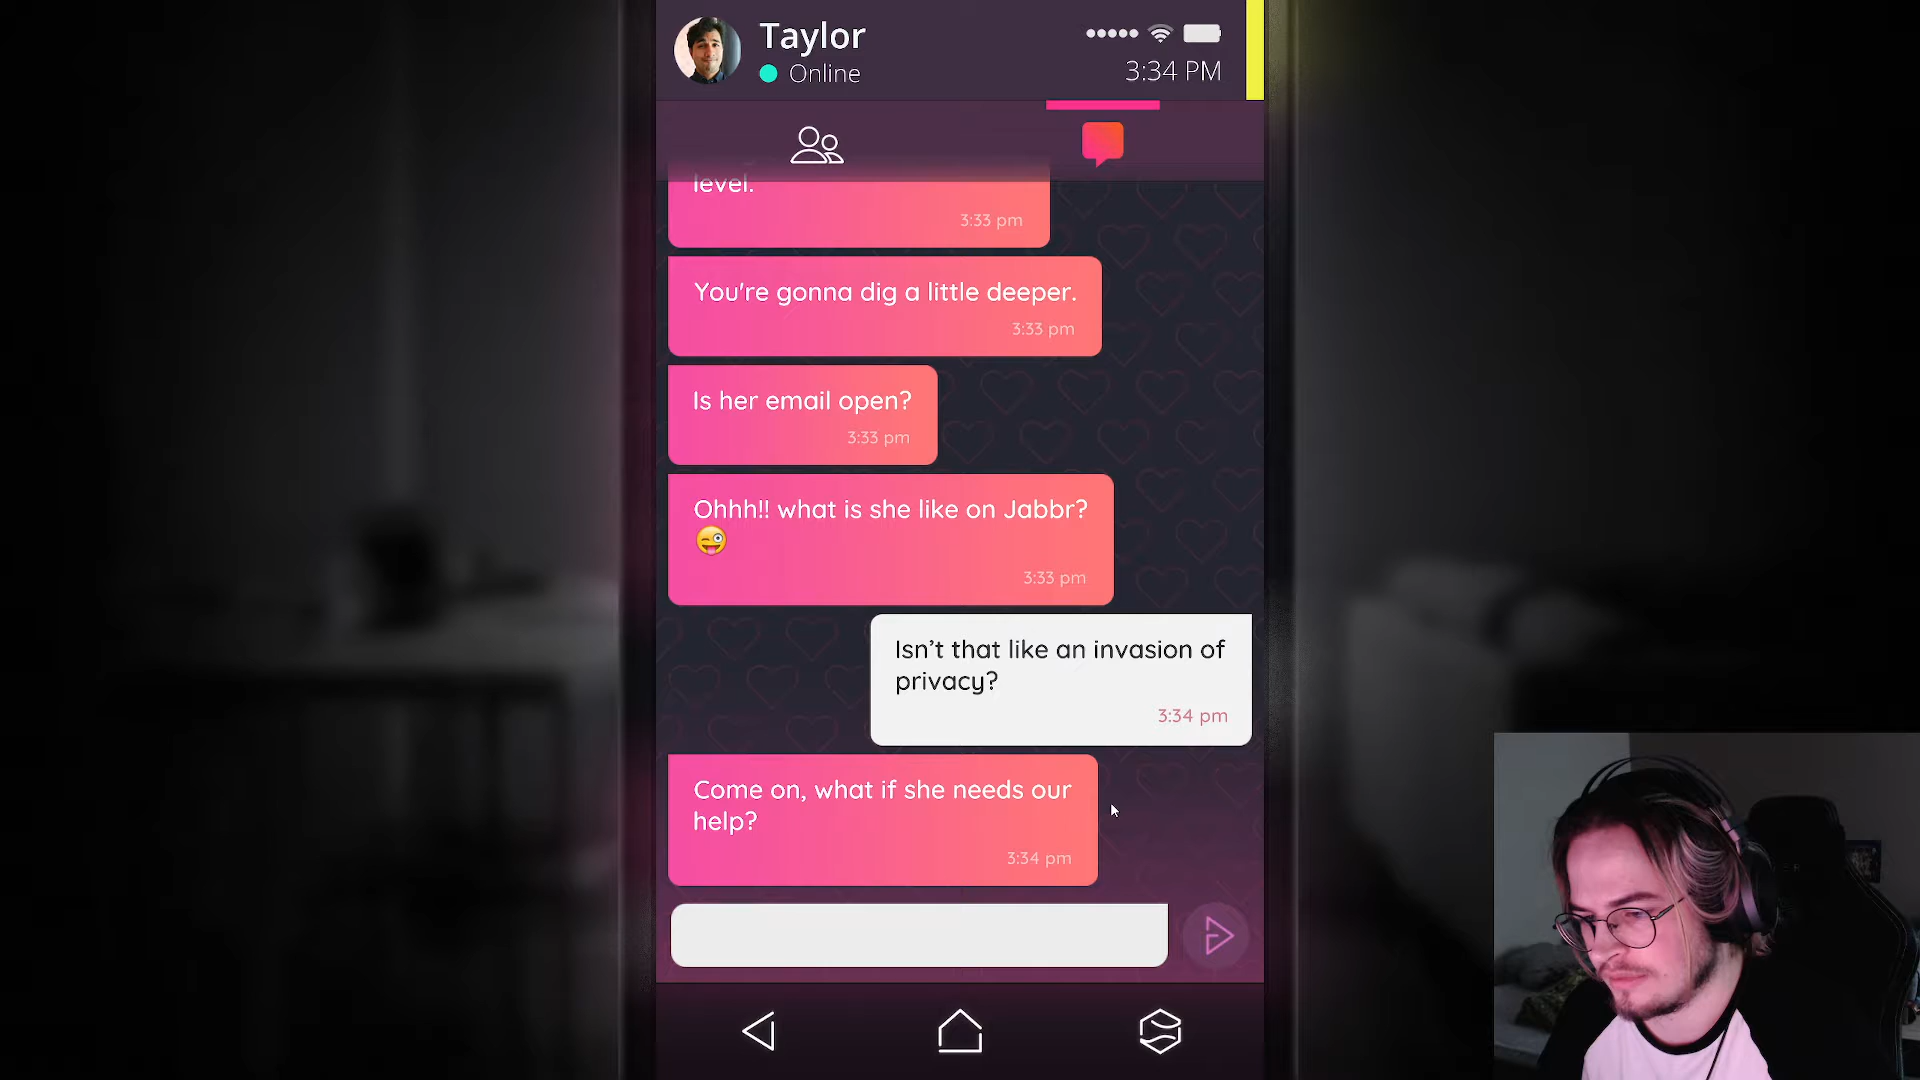 Taylor
Online
3:34 PM
level.
3:33 pm
You're gonna dig a little deeper.
3:33 pm
Is her email open?
3:33 pm
Ohhh!! what is she like on Jabbr?
😜
3:33 pm
Isn’t that like an invasion of
privacy?
3:34 pm
Come on, what if she needs our
help?
3:34 pm